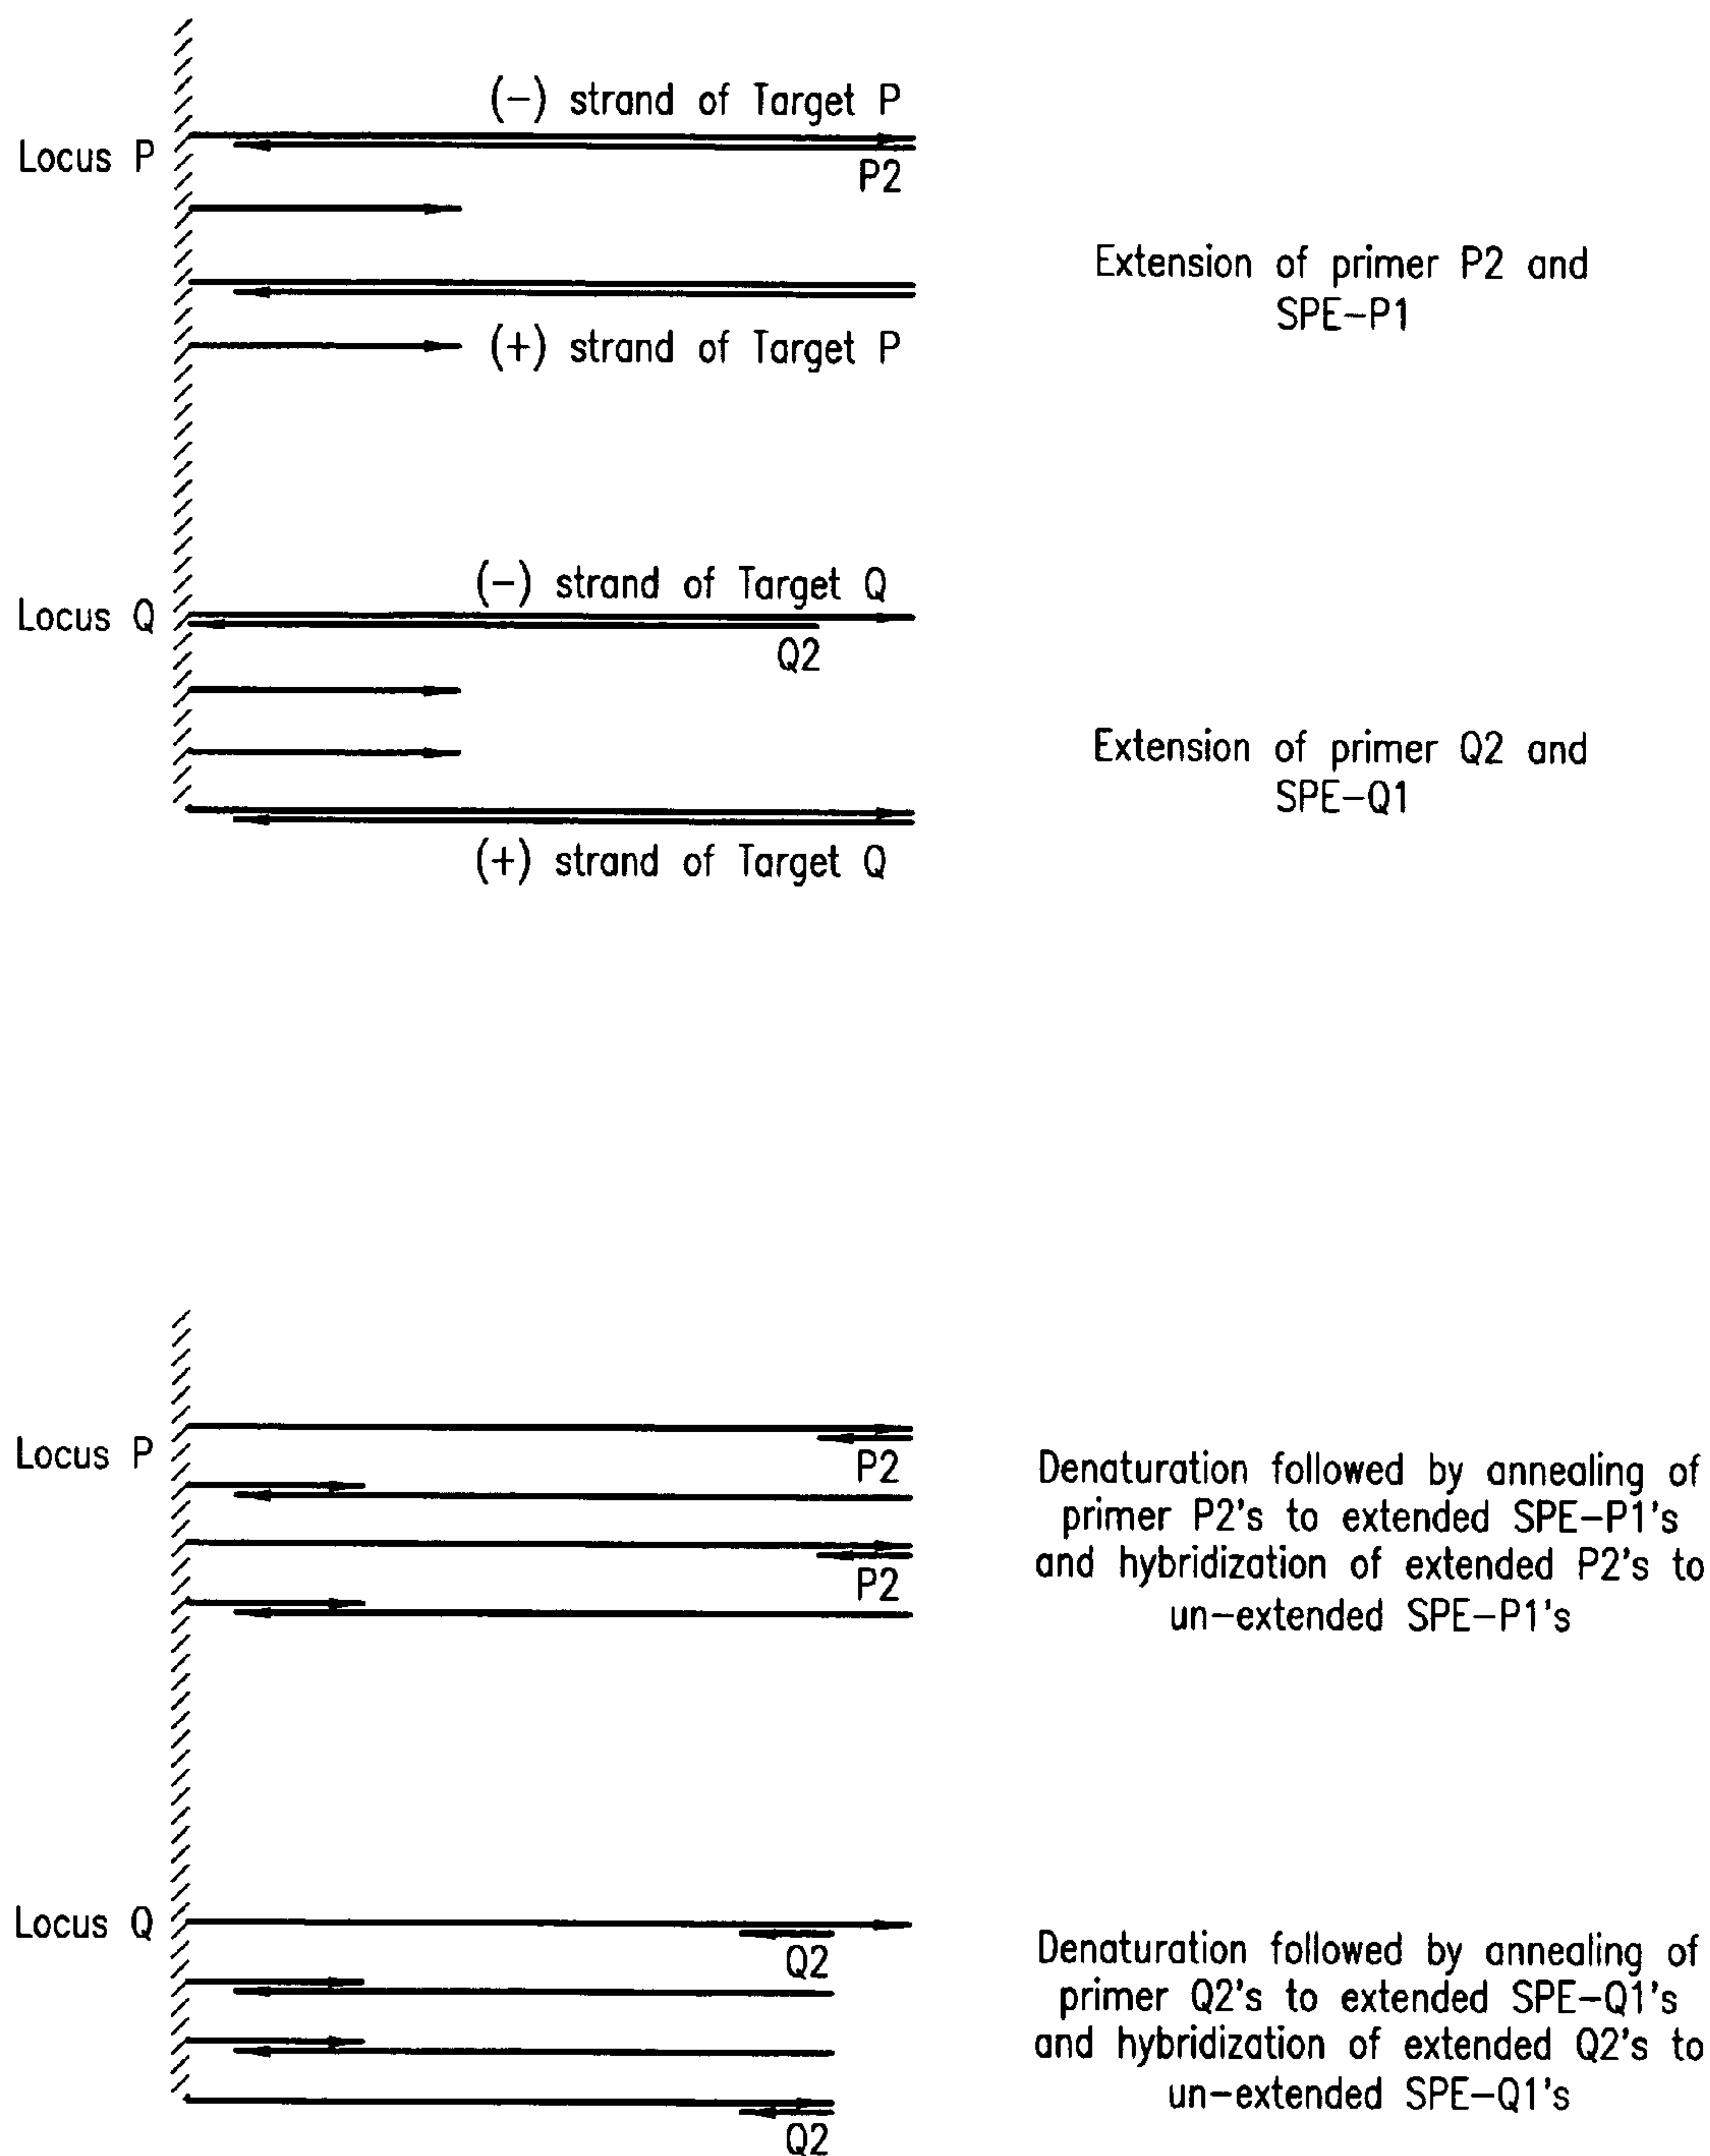 (-) strand of Target P
Locus P
P2
Extension of primer P2 and
SPE-P1
(+) strand of Target P
(-) strand of Target Q
Locus Q
Q2
Extension of primer Q2 and
SPE-Q1
(+) strand of Target Q
Locus P
P2
P2
Denaturation followed by annealing of
primer P2's to extended SPE-P1's
and hybridization of extended P2's to
un-extended SPE-P1's
Locus Q
Q2
Q2
Denaturation followed by annealing of
primer Q2's to extended SPE-Q1's
and hybridization of extended Q2's to
un-extended SPE-Q1's